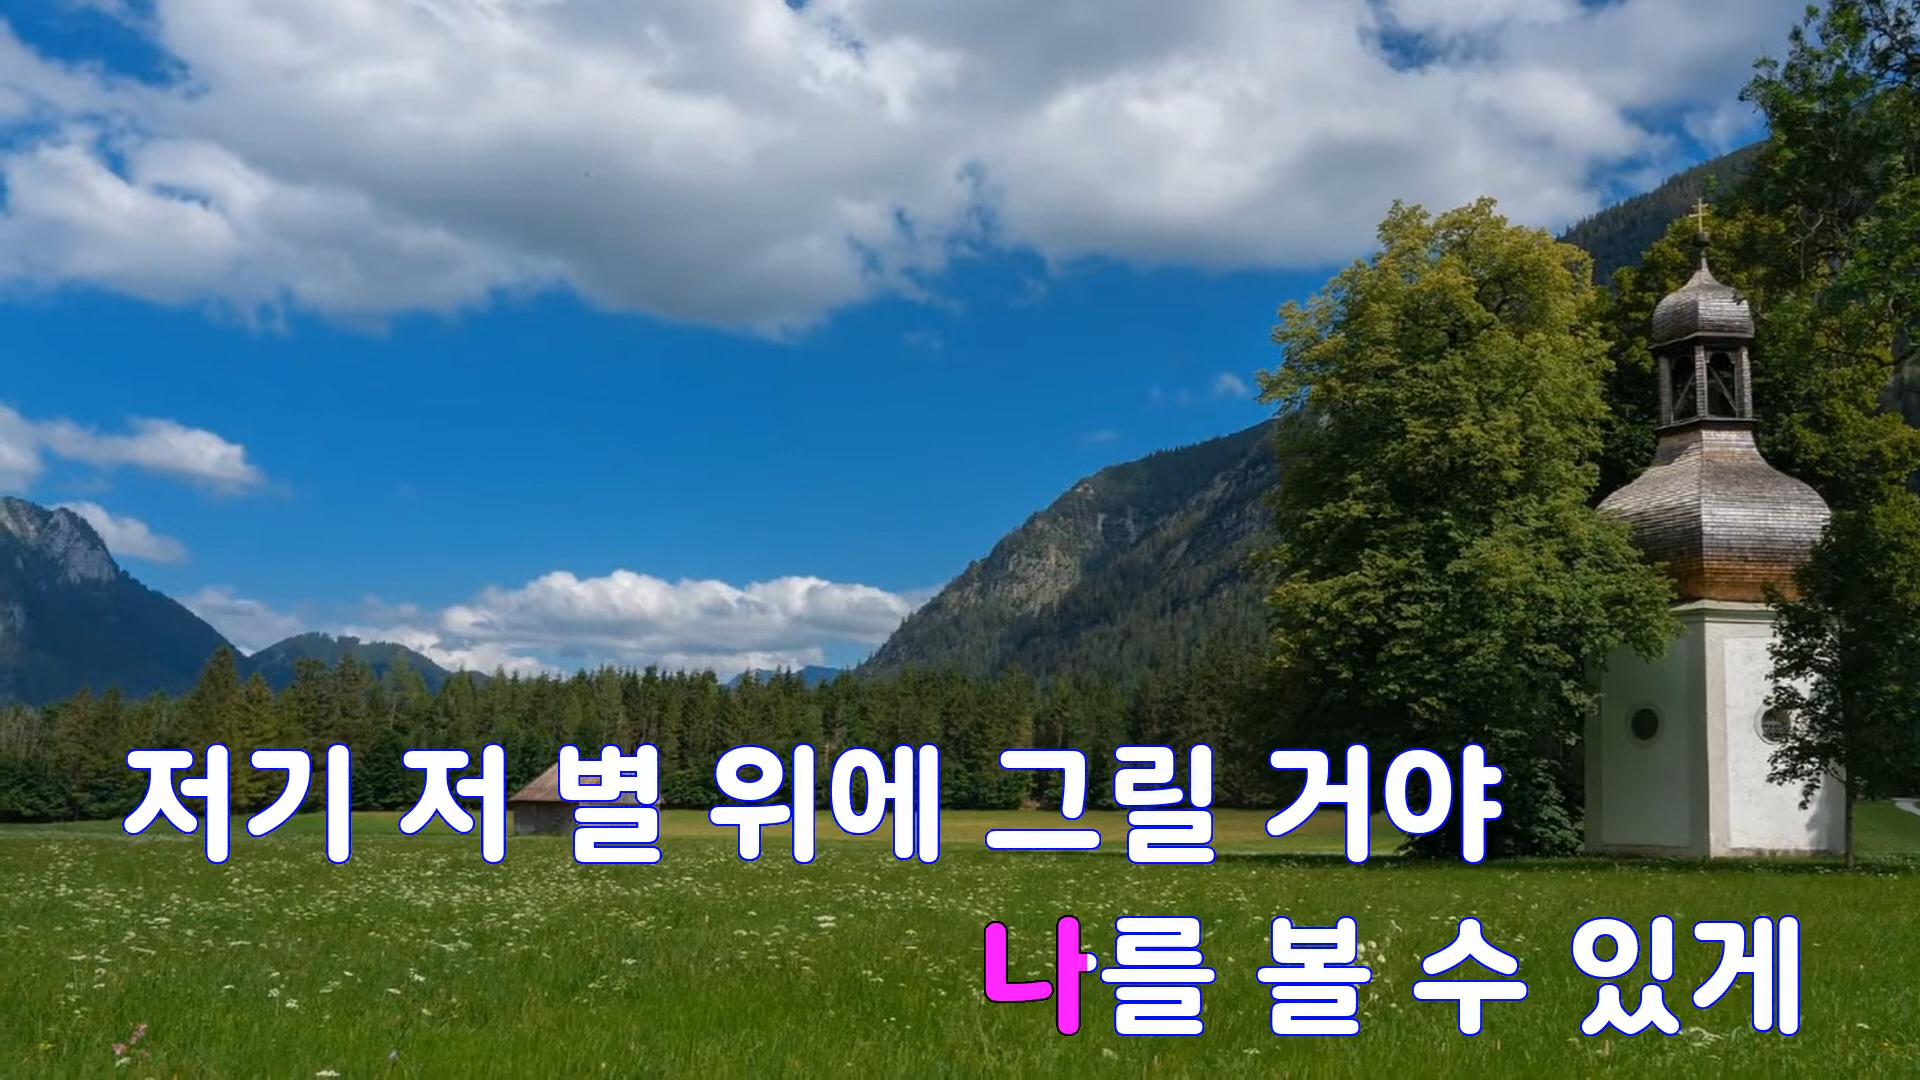 저기 저 별 위에 그릴 거야
나를 볼 수 있게